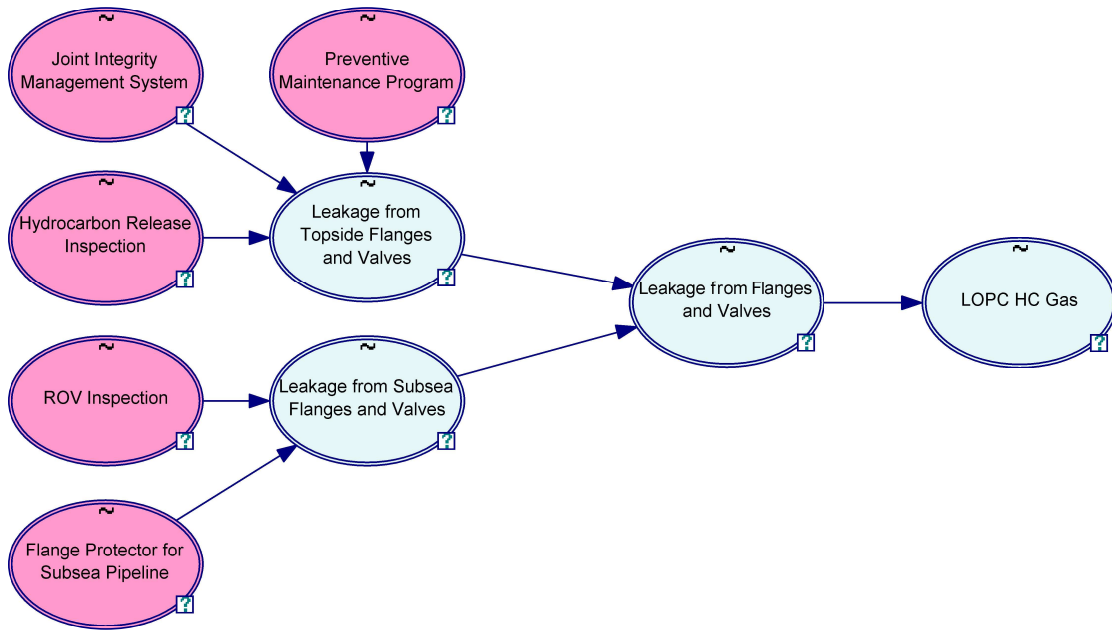 ~
Joint Integrity
Management System
?
~
Preventive
Maintenance Program
?
~
Hydrocarbon Release
Inspection
?
~
Leakage from
Topside Flanges
and Valves
?
~
Leakage from Flanges
and Valves
?
~
LOPC HC Gas
?
~
ROV Inspection
?
~
Leakage from Subsea
Flanges and Valves
?
~
Flange Protector for
Subsea Pipeline
?